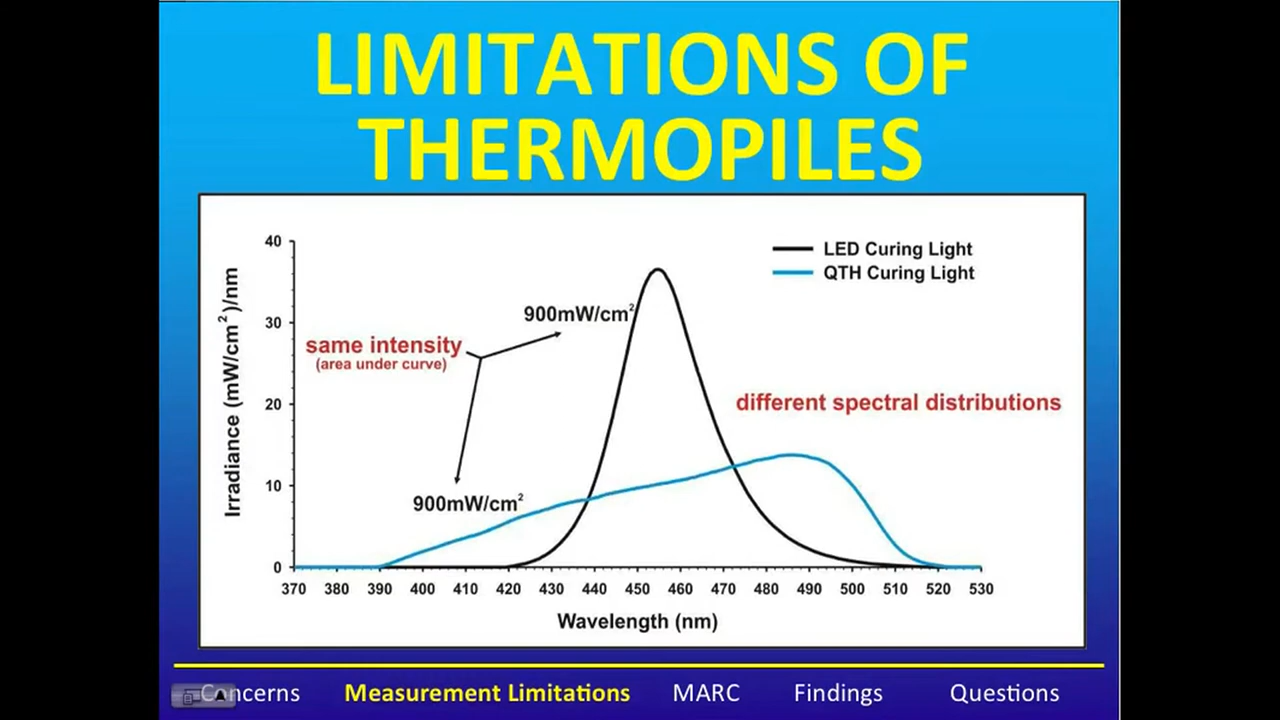 LIMITATIONS OF
THERMOPILES
40
30
20
10
0
Irradiance (mW/cm²)/nm
LED Curing Light
QTH Curing Light
900mW/cm²
same intensity
(area under curve)
different spectral distributions
900mW/cm²
370 380 390 400 410 420 430 440 450 460 470 480 490 500 510 520 530
Wavelength (nm)
Concerns Measurement Limitations MARC Findings Questions